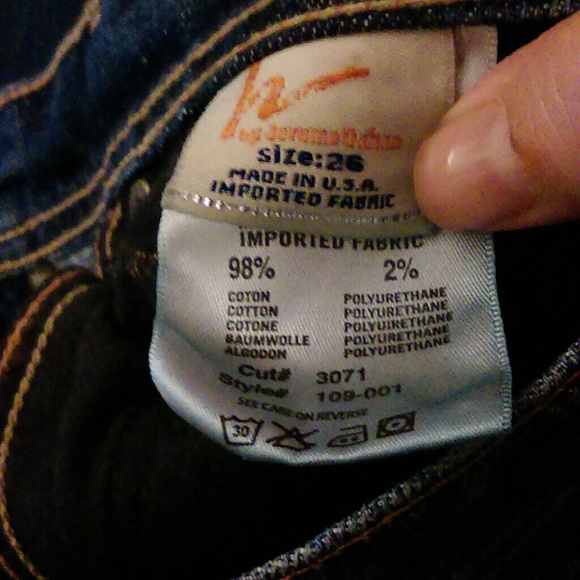 by Jerome Dahan
size:26
MADE IN U.S.A.
IMPORTED FABRIC
IMPORTED FABRIC
98% 2%
COTON POLYURETHANE
COTTON POLYURETHANE
COTONE POLYUIRETHANE
BAUMWOLLE POLYURETHANE
ALGODON POLYURETHANE
Cut# 3071
Style# 109-001
SEE CARE ON REVERSE
30